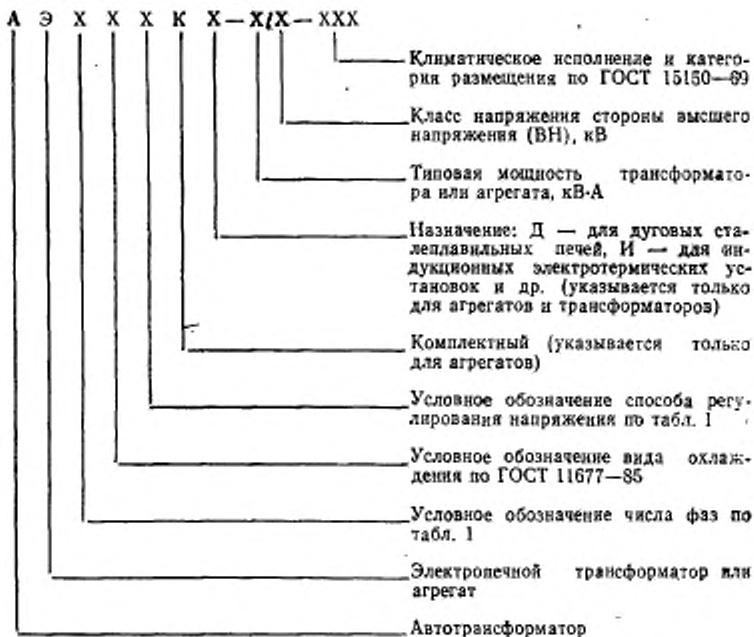 А Э Х Х Х К Х — Х/Х — ХХХ
Климатическое исполнение и катего-
рия размещения по ГОСТ 15150—69
Класс напряжения стороны высшего
напряжения (ВН), кВ
Типовая мощность трансформато-
ра или агрегата, кВ·А
Назначение: Д — для дуговых ста-
леплавильных печей, И — для ин-
дукционных электротермических ус-
тановок и др. (указывается только
для агрегатов и трансформаторов)
Комплектный (указывается только
для агрегатов)
Условное обозначение способа регу-
лирования напряжения по табл. 1
Условное обозначение вида охлаж-
дения по ГОСТ 11677—85
Условное обозначение числа фаз по
табл. 1
Электропечной трансформатор или
агрегат
Автотрансформатор